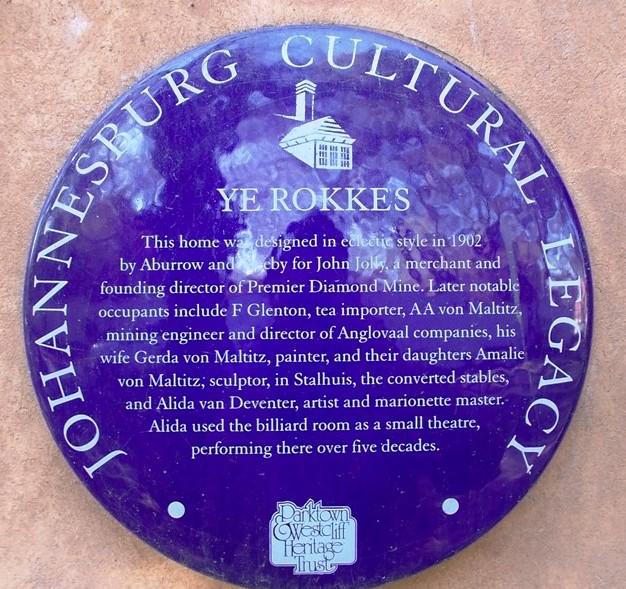 JOHANNESBURG CULTURAL LEGACY
YE ROKKES
This home was designed in eclectic style in 1902
by Aburrow and for John Jolly, a merchant and
founding director of Premier Diamond Mine. Later notable
occupants include F Glenton, tea importer, AA von Maltitz,
mining engineer and director of Anglovaal companies, his
wife Gerda von Maltitz, painter, and their daughters Amalie
von Maltitz, sculptor, in Stalhuis, the converted stables,
and Alida van Deventer, artist and marionette master.
Alida used the billiard room as a small theatre,
performing there over five decades.
Parktown
& Westcliff
Heritage
Trust